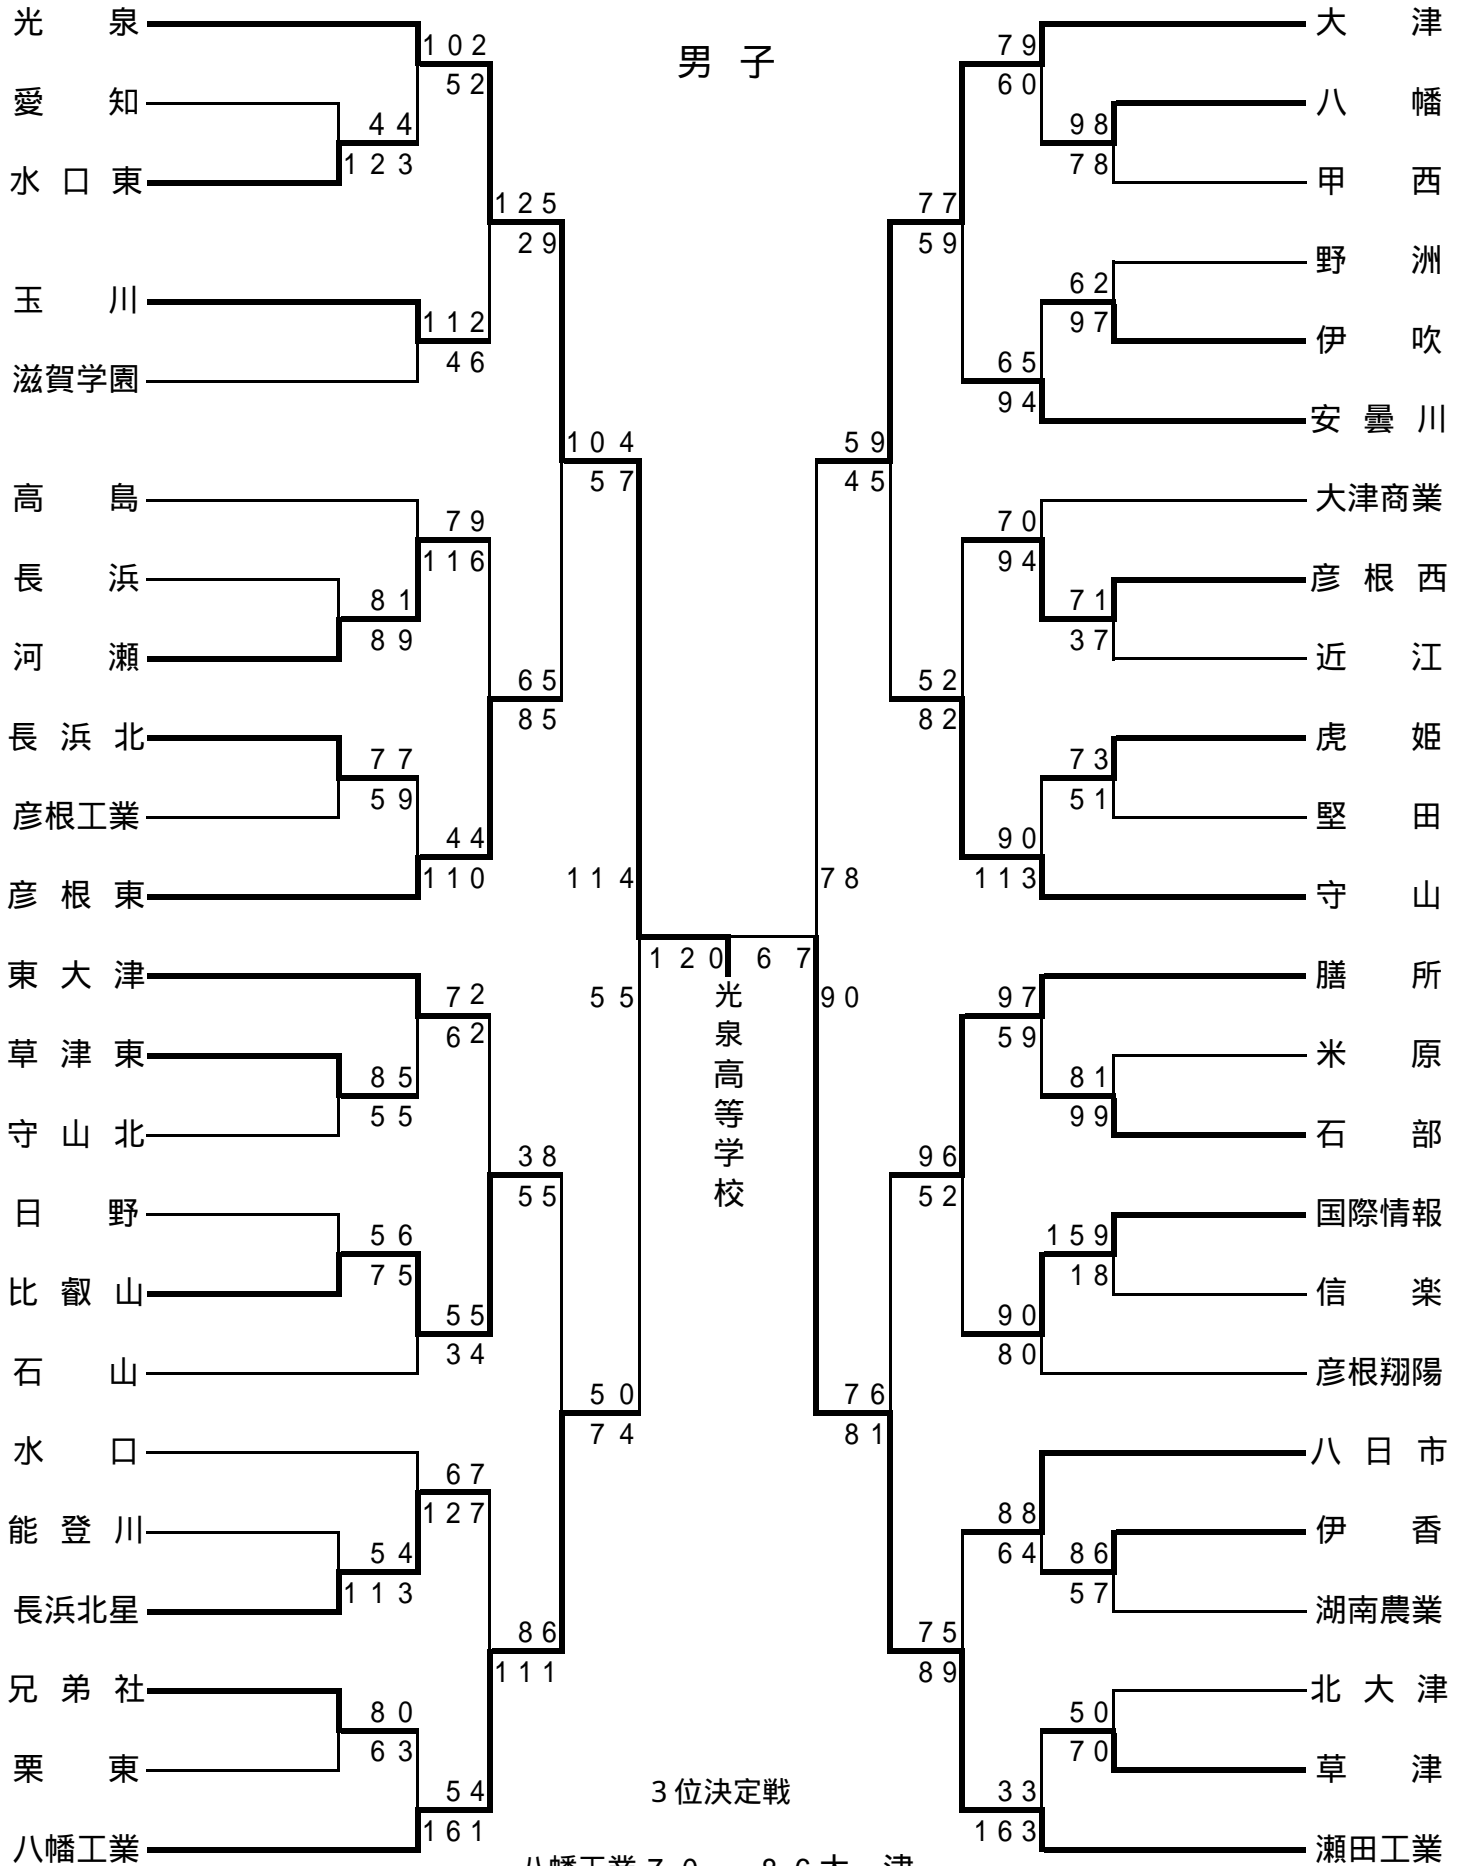 男子
光泉
102
52
愛知
44
123
水口東
125
29
玉川
112
46
滋賀学園
104
57
高島
79
116
長浜
81
89
河瀬
65
85
長浜北
77
59
彦根工業
44
110
彦根東
114
55
東大津
72
62
草津東
85
55
守山北
38
55
日野
56
75
比叡山
55
34
石山
50
74
水口
67
127
能登川
54
113
長浜北星
86
111
兄弟社
80
63
栗東
54
161
八幡工業
120 67
光泉高等学校
大津
79
60
八幡
98
78
甲西
77
59
野洲
62
97
伊吹
65
94
安曇川
59
45
大津商業
70
94
彦根西
71
37
近江
52
82
虎姫
73
51
堅田
90
113
守山
78
90
膳所
97
59
米原
81
99
石部
96
52
国際情報
159
18
信楽
90
80
彦根翔陽
76
81
八日市
88
64
伊香
86
57
湖南農業
75
89
北大津
50
70
草津
33
163
瀬田工業
3位決定戦
八幡工業 70 86 大津